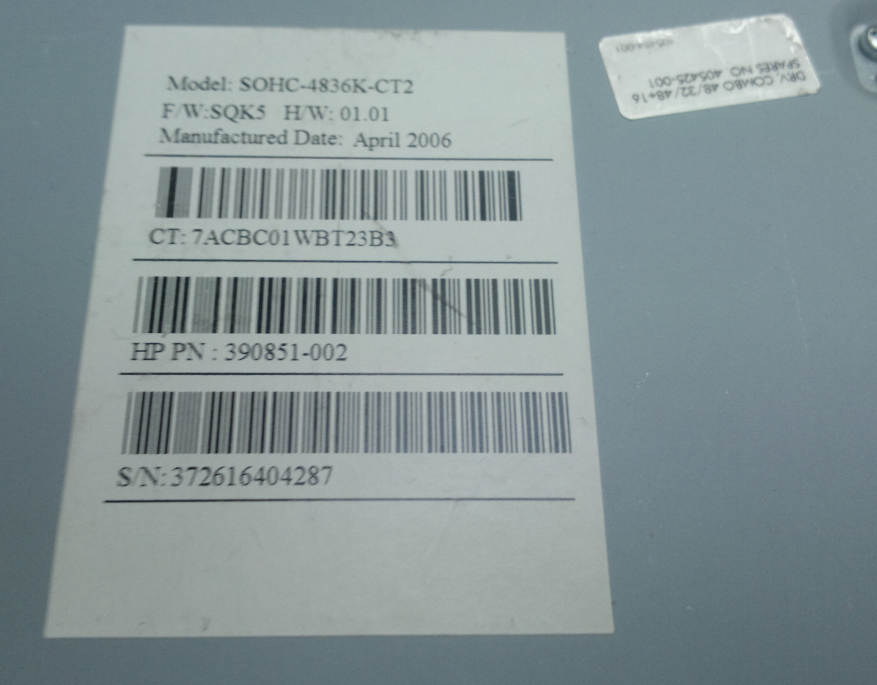 Model: SOHC-4836K-CT2
F/W:SQK5 H/W: 01.01
Manufactured Date: April 2006
CT: 7ACBC01WBT23B3
HP PN : 390851-002
S/N:372616404287
DRV, COMBO 48/32/48+16
SPARES NO 405425-001